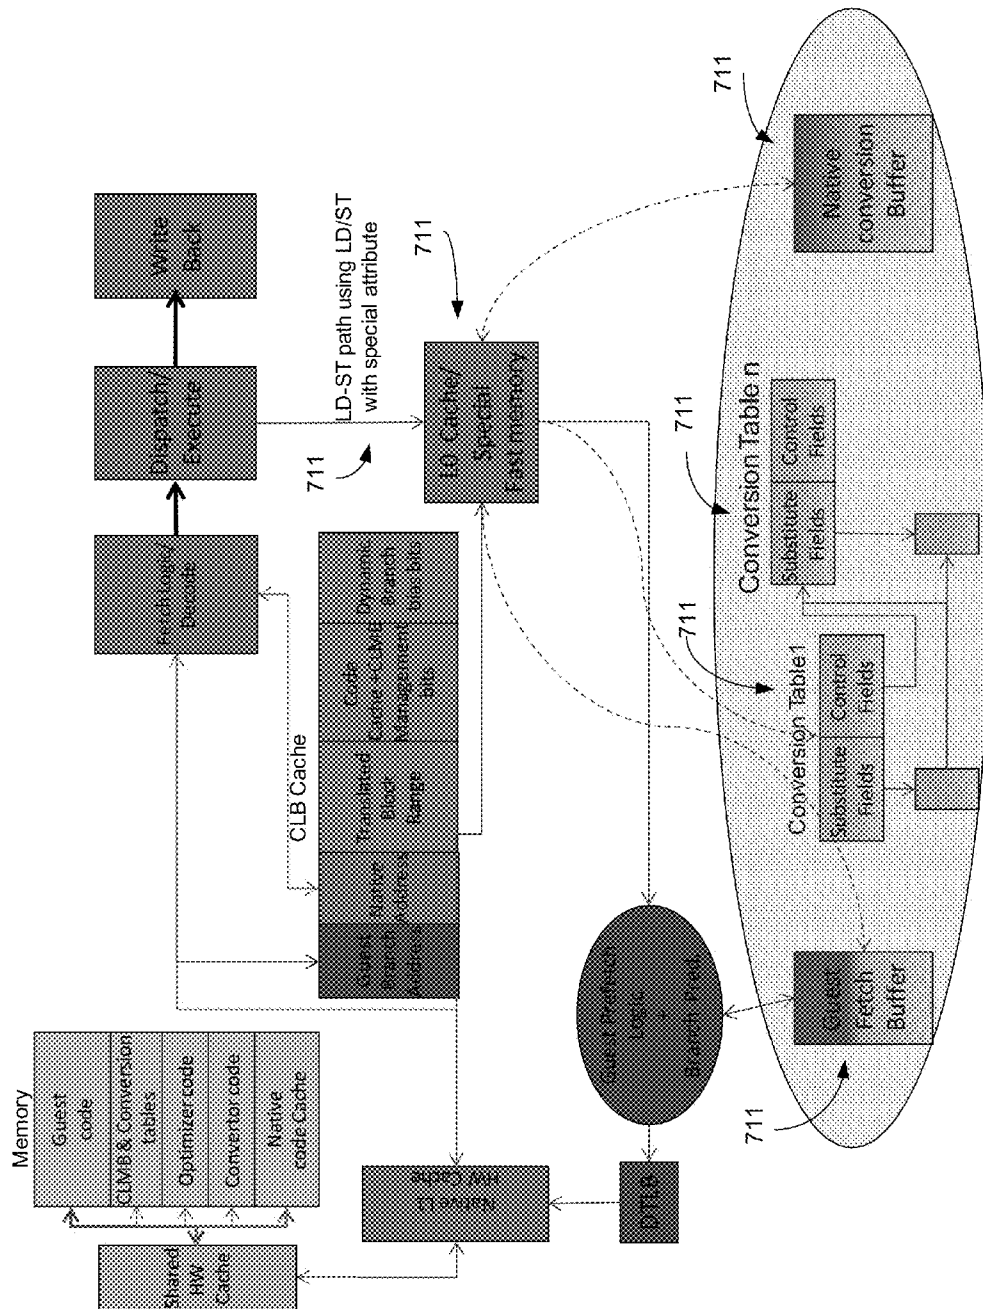 Memory
Guest
code
CLMB & Conversion
tables
Optimizer code
Convertor code
Native
code Cache
Shared
HW
Cache
Native L1
HW Cache
DTLB
Guest Prefetch
Logic
+
Branch Pred.
CLB Cache
Guest
Branch
Address
Native
Address
Translated
Block
Range
Code
Cache +CLMB
Management
bits
Dynamic
Branch
bits
Fetch logic/
Decode
Dispatch/
Execute
Write
Back
LD-ST path using LD/ST
with special attribute
711
L0 Cache/
Special
Fast memory
711
711
Guest
Fetch
Buffer
Conversion Table1
711
Substitute
Fields
Control
Fields
Conversion Table n
711
Substitute
Fields
Control
Fields
711
Native
conversion
Buffer